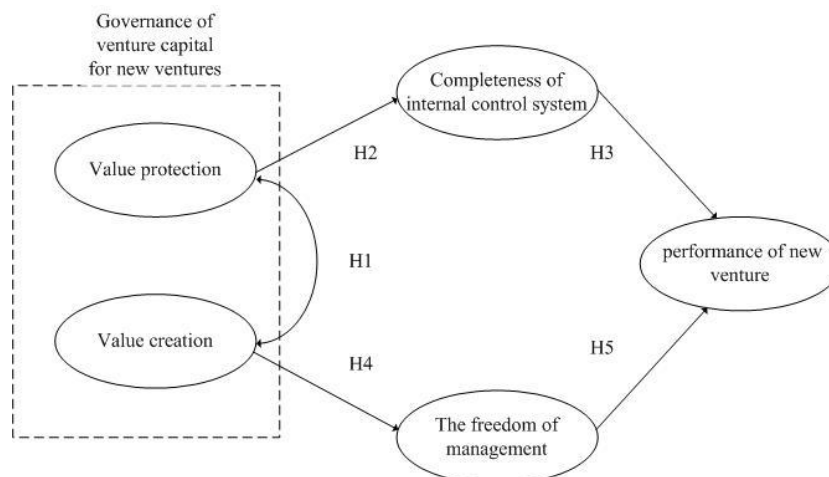 Governance of
venture capital
for new ventures
Completeness of
internal control system
Value protection
H2
H3
H1
performance of new
venture
Value creation
H4
H5
The freedom of
management